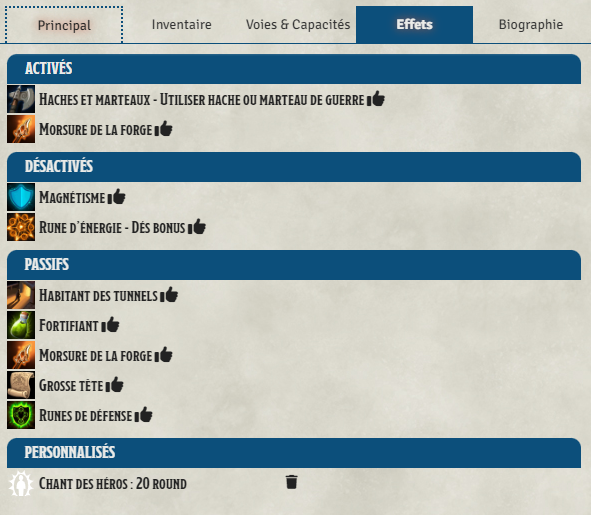 Principal Inventaire Voies & Capacités Effets Biographie
ACTIVÉS
HACHES ET MARTEAUX - UTILISER HACHE OU MARTEAU DE GUERRE
MORSURE DE LA FORGE
DÉSACTIVÉS
MAGNÉTISME
RUNE D'ÉNERGIE - DÉS BONUS
PASSIFS
HABITANT DES TUNNELS
FORTIFIANT
MORSURE DE LA FORGE
GROSSE TÊTE
RUNES DE DÉFENSE
PERSONNALISÉS
CHANT DES HÉROS : 20 ROUND